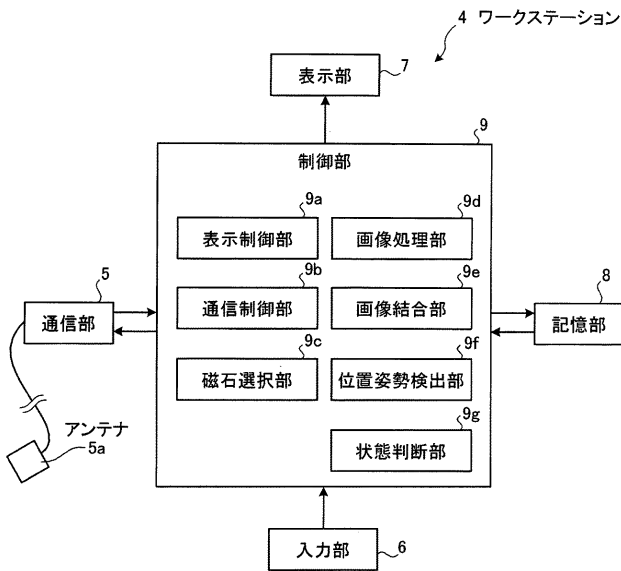 4 ワークステーション
表示部
7
9
制御部
9a
表示制御部
9d
画像処理部
9b
通信制御部
9e
画像結合部
9c
磁石選択部
9f
位置姿勢検出部
9g
状態判断部
5
通信部
8
記憶部
アンテナ
5a
入力部
6